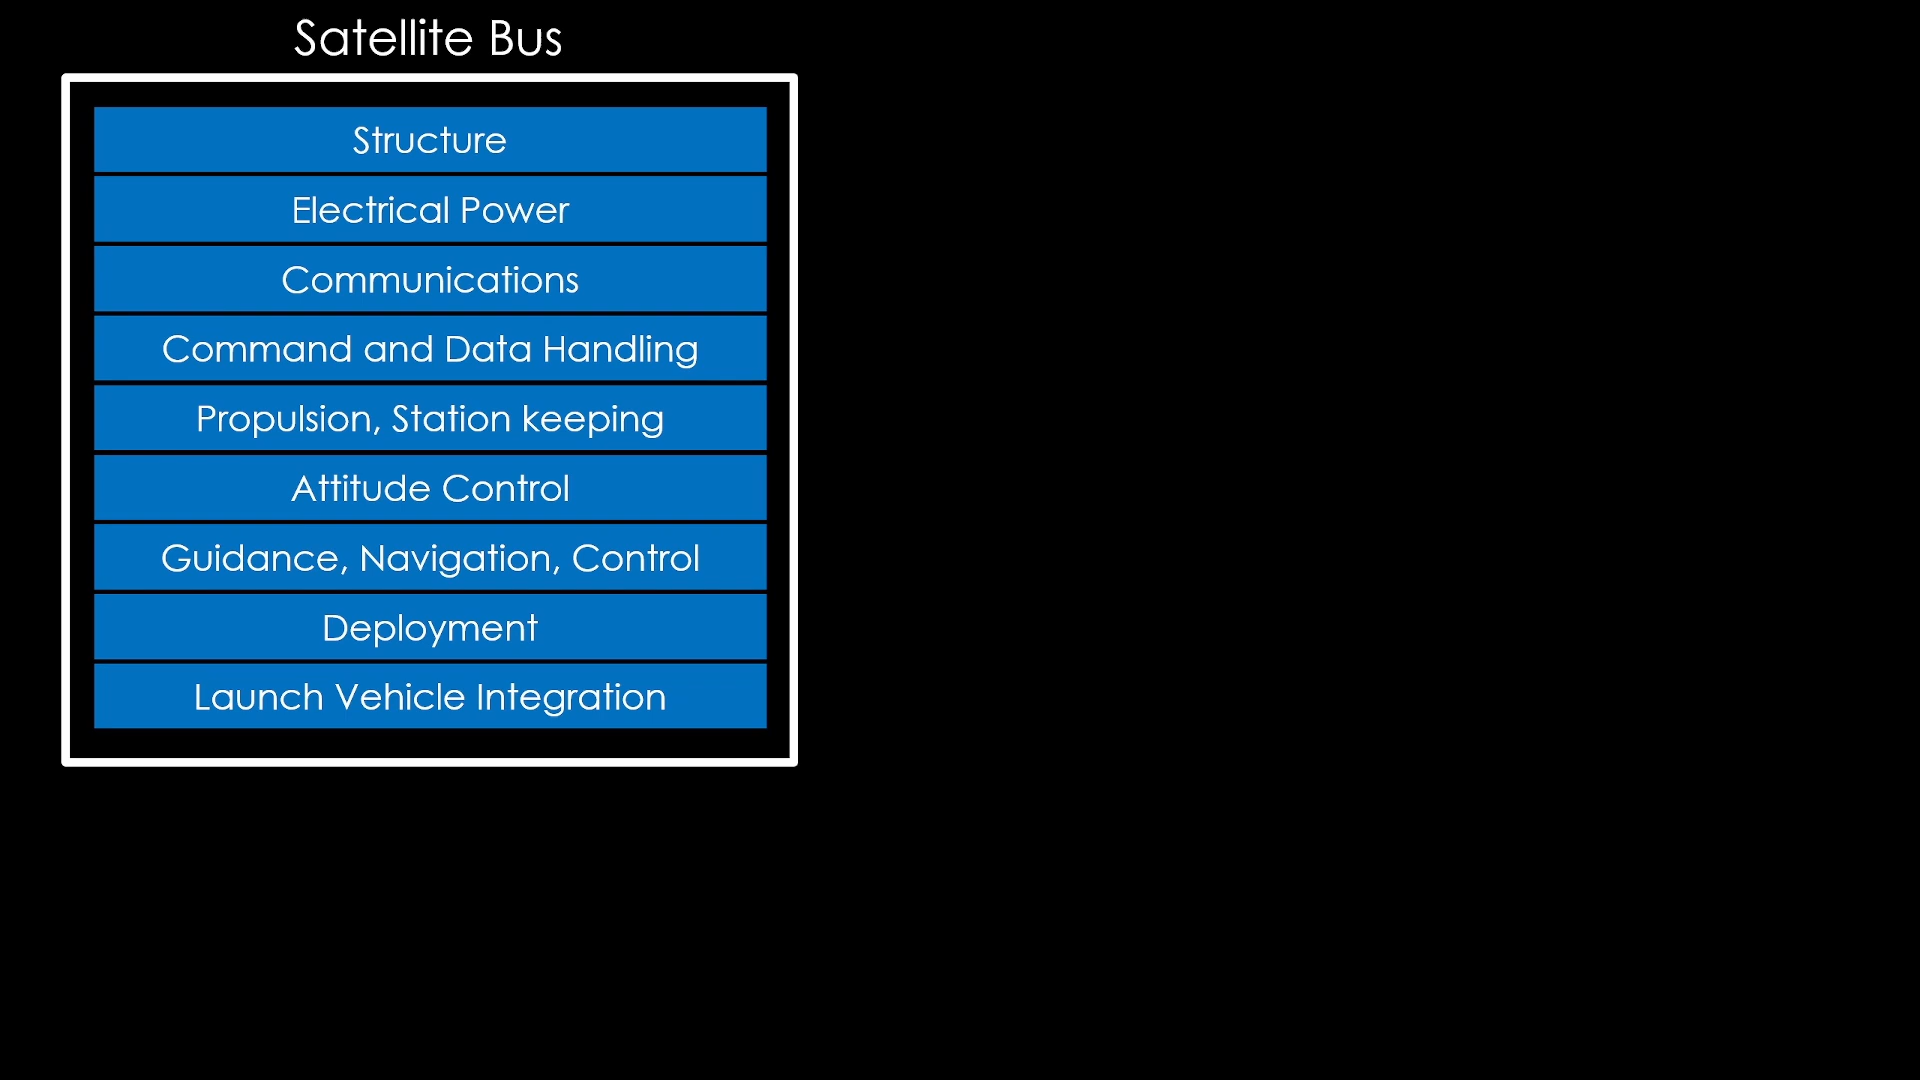 Satellite Bus
Structure
Electrical Power
Communications
Command and Data Handling
Propulsion, Station keeping
Attitude Control
Guidance, Navigation, Control
Deployment
Launch Vehicle Integration